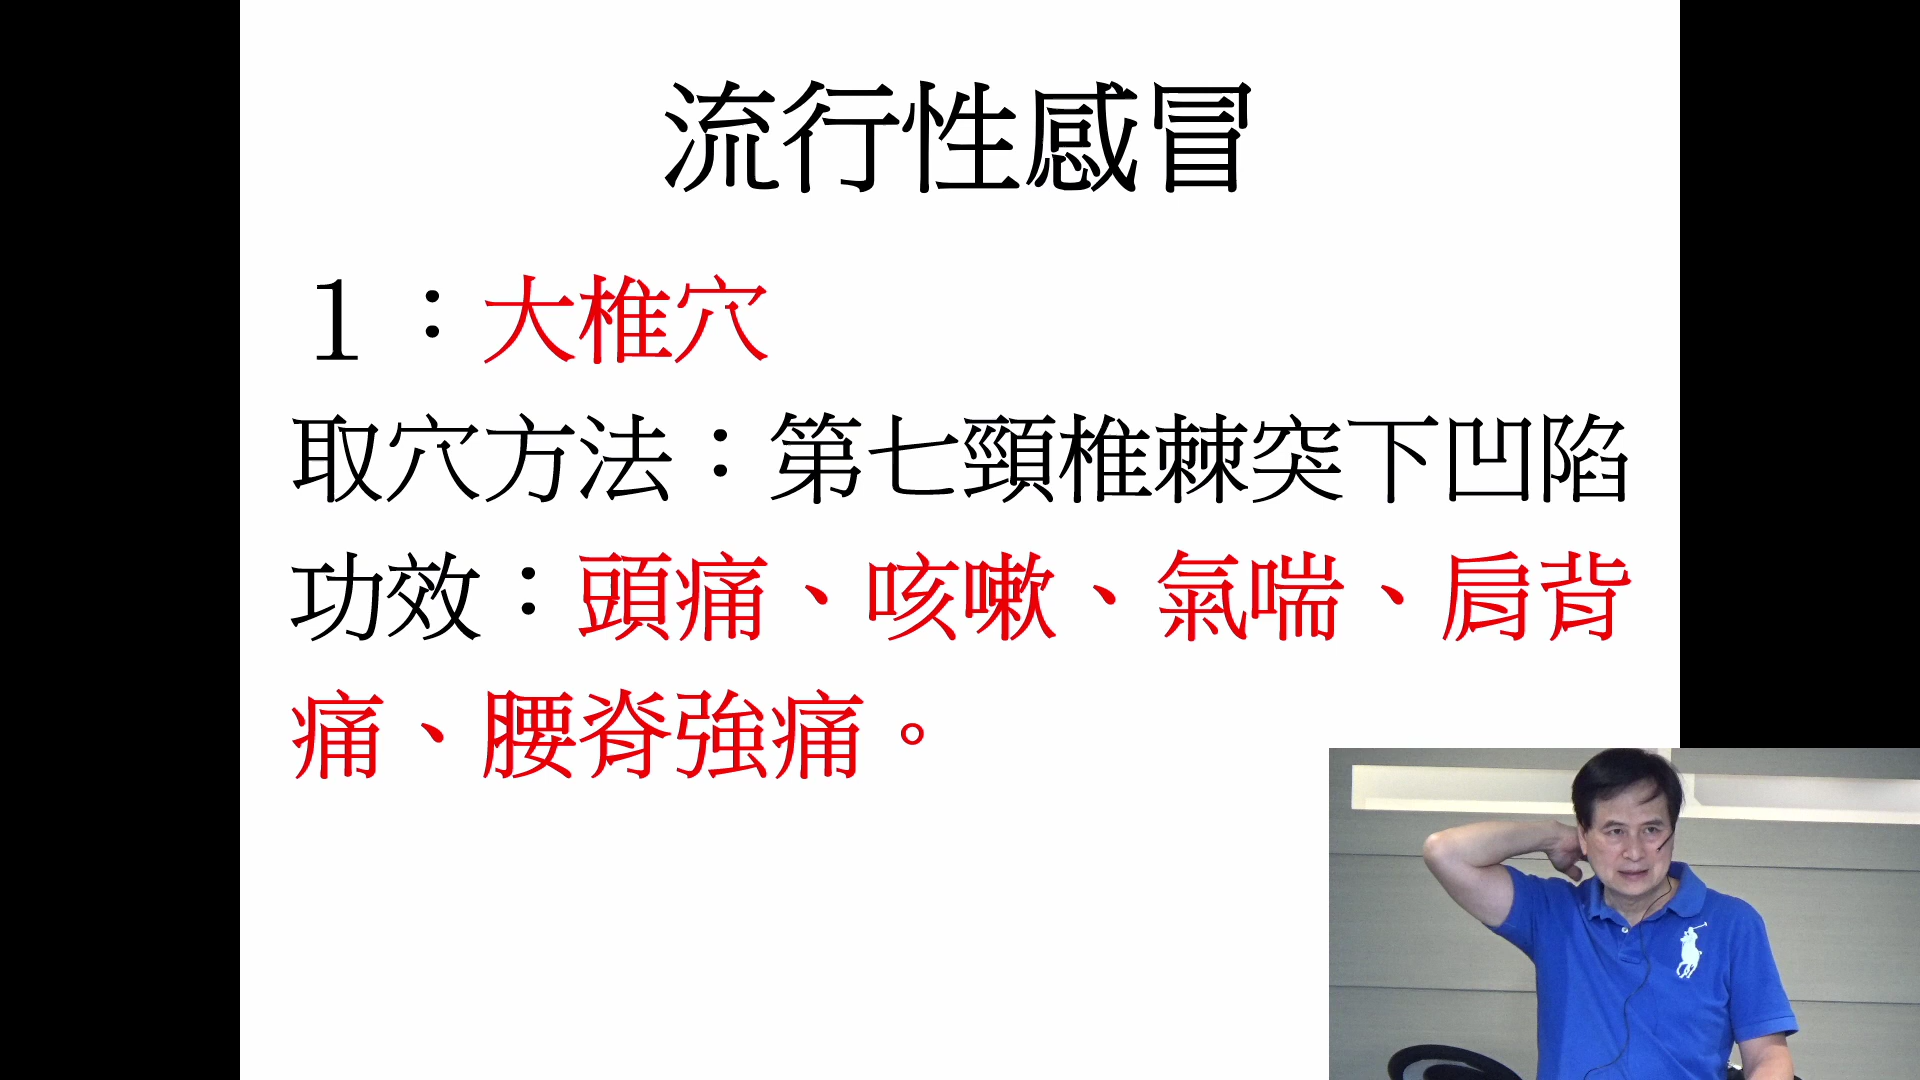 流行性感冒
１：大椎穴
取穴方法：第七頸椎棘突下凹陷
功效：頭痛、咳嗽、氣喘、肩背
痛、腰脊強痛。